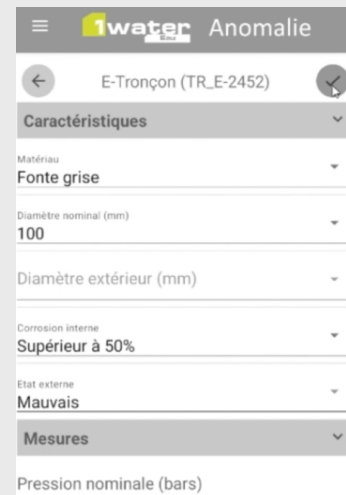 1water Anomalie
Eau
E-Tronçon (TR_E-2452)
Caractéristiques
Matériau
Fonte grise
Diamètre nominal (mm)
100
Diamètre extérieur (mm)
Corrosion interne
Supérieur à 50%
Etat externe
Mauvais
Mesures
Pression nominale (bars)